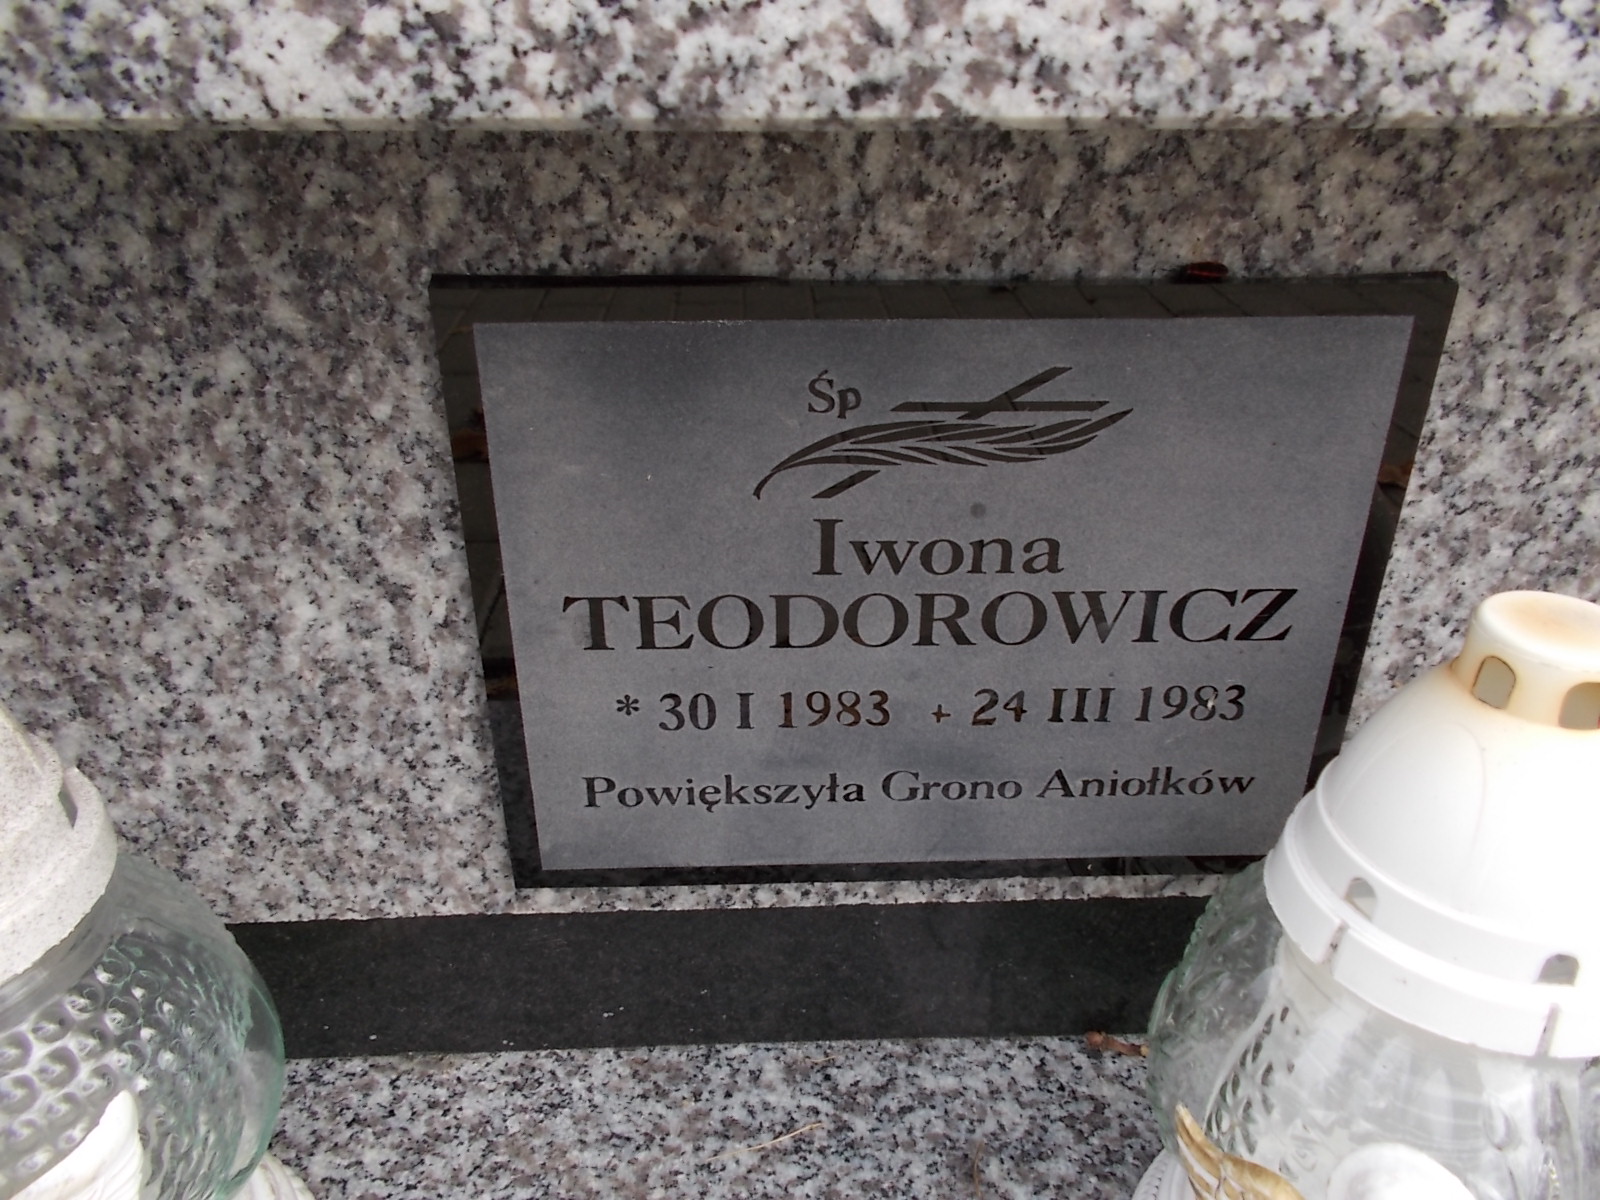 Śp
Iwona
TEODOROWICZ
* 30 I 1983 + 24 III 1983
Powiększyła Grono Aniołków